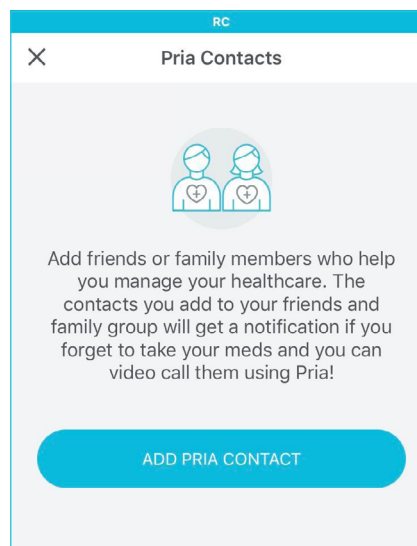 RC
Pria Contacts
Add friends or family members who help
you manage your healthcare. The
contacts you add to your friends and
family group will get a notification if you
forget to take your meds and you can
video call them using Pria!
ADD PRIA CONTACT